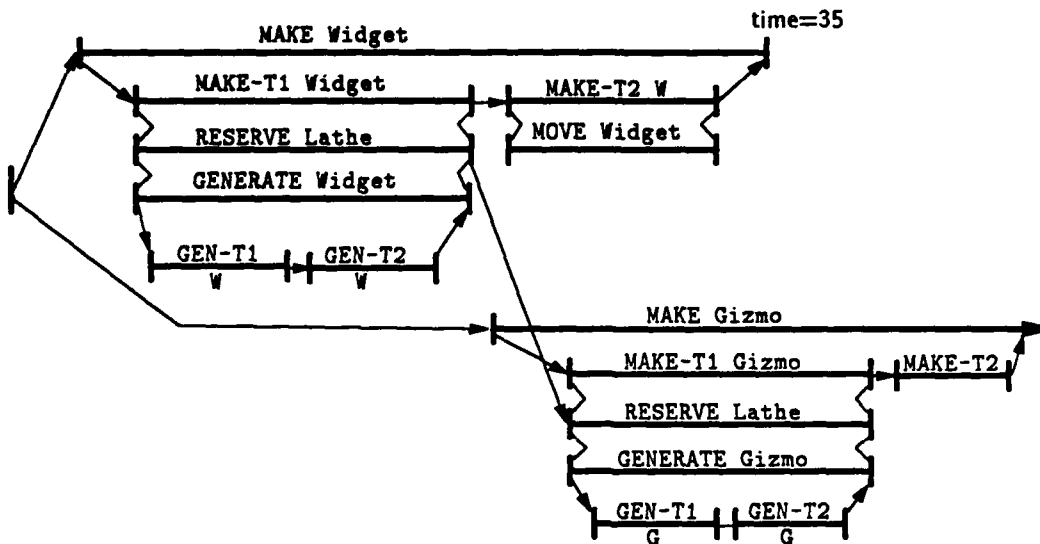 time=35
MAKE Widget
MAKE-T1 Widget
MAKE-T2 W
RESERVE Lathe
MOVE Widget
GENERATE Widget
GEN-T1
W
GEN-T2
W
MAKE Gizmo
MAKE-T1 Gizmo
MAKE-T2
RESERVE Lathe
GENERATE Gizmo
GEN-T1
G
GEN-T2
G